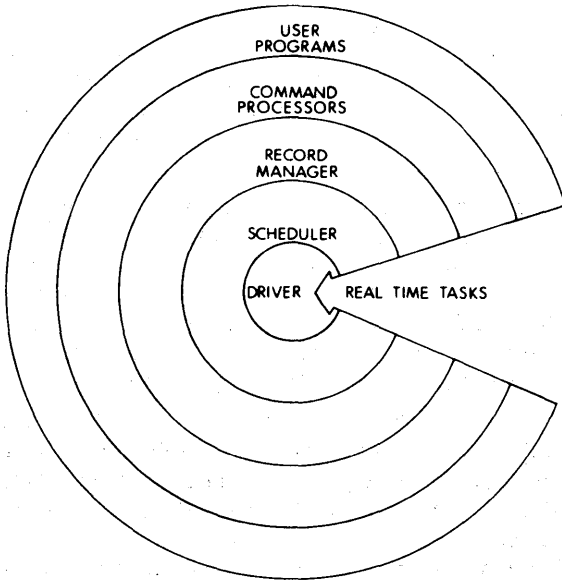 USER
PROGRAMS
COMMAND
PROCESSORS
RECORD
MANAGER
SCHEDULER
DRIVER
REAL TIME TASKS